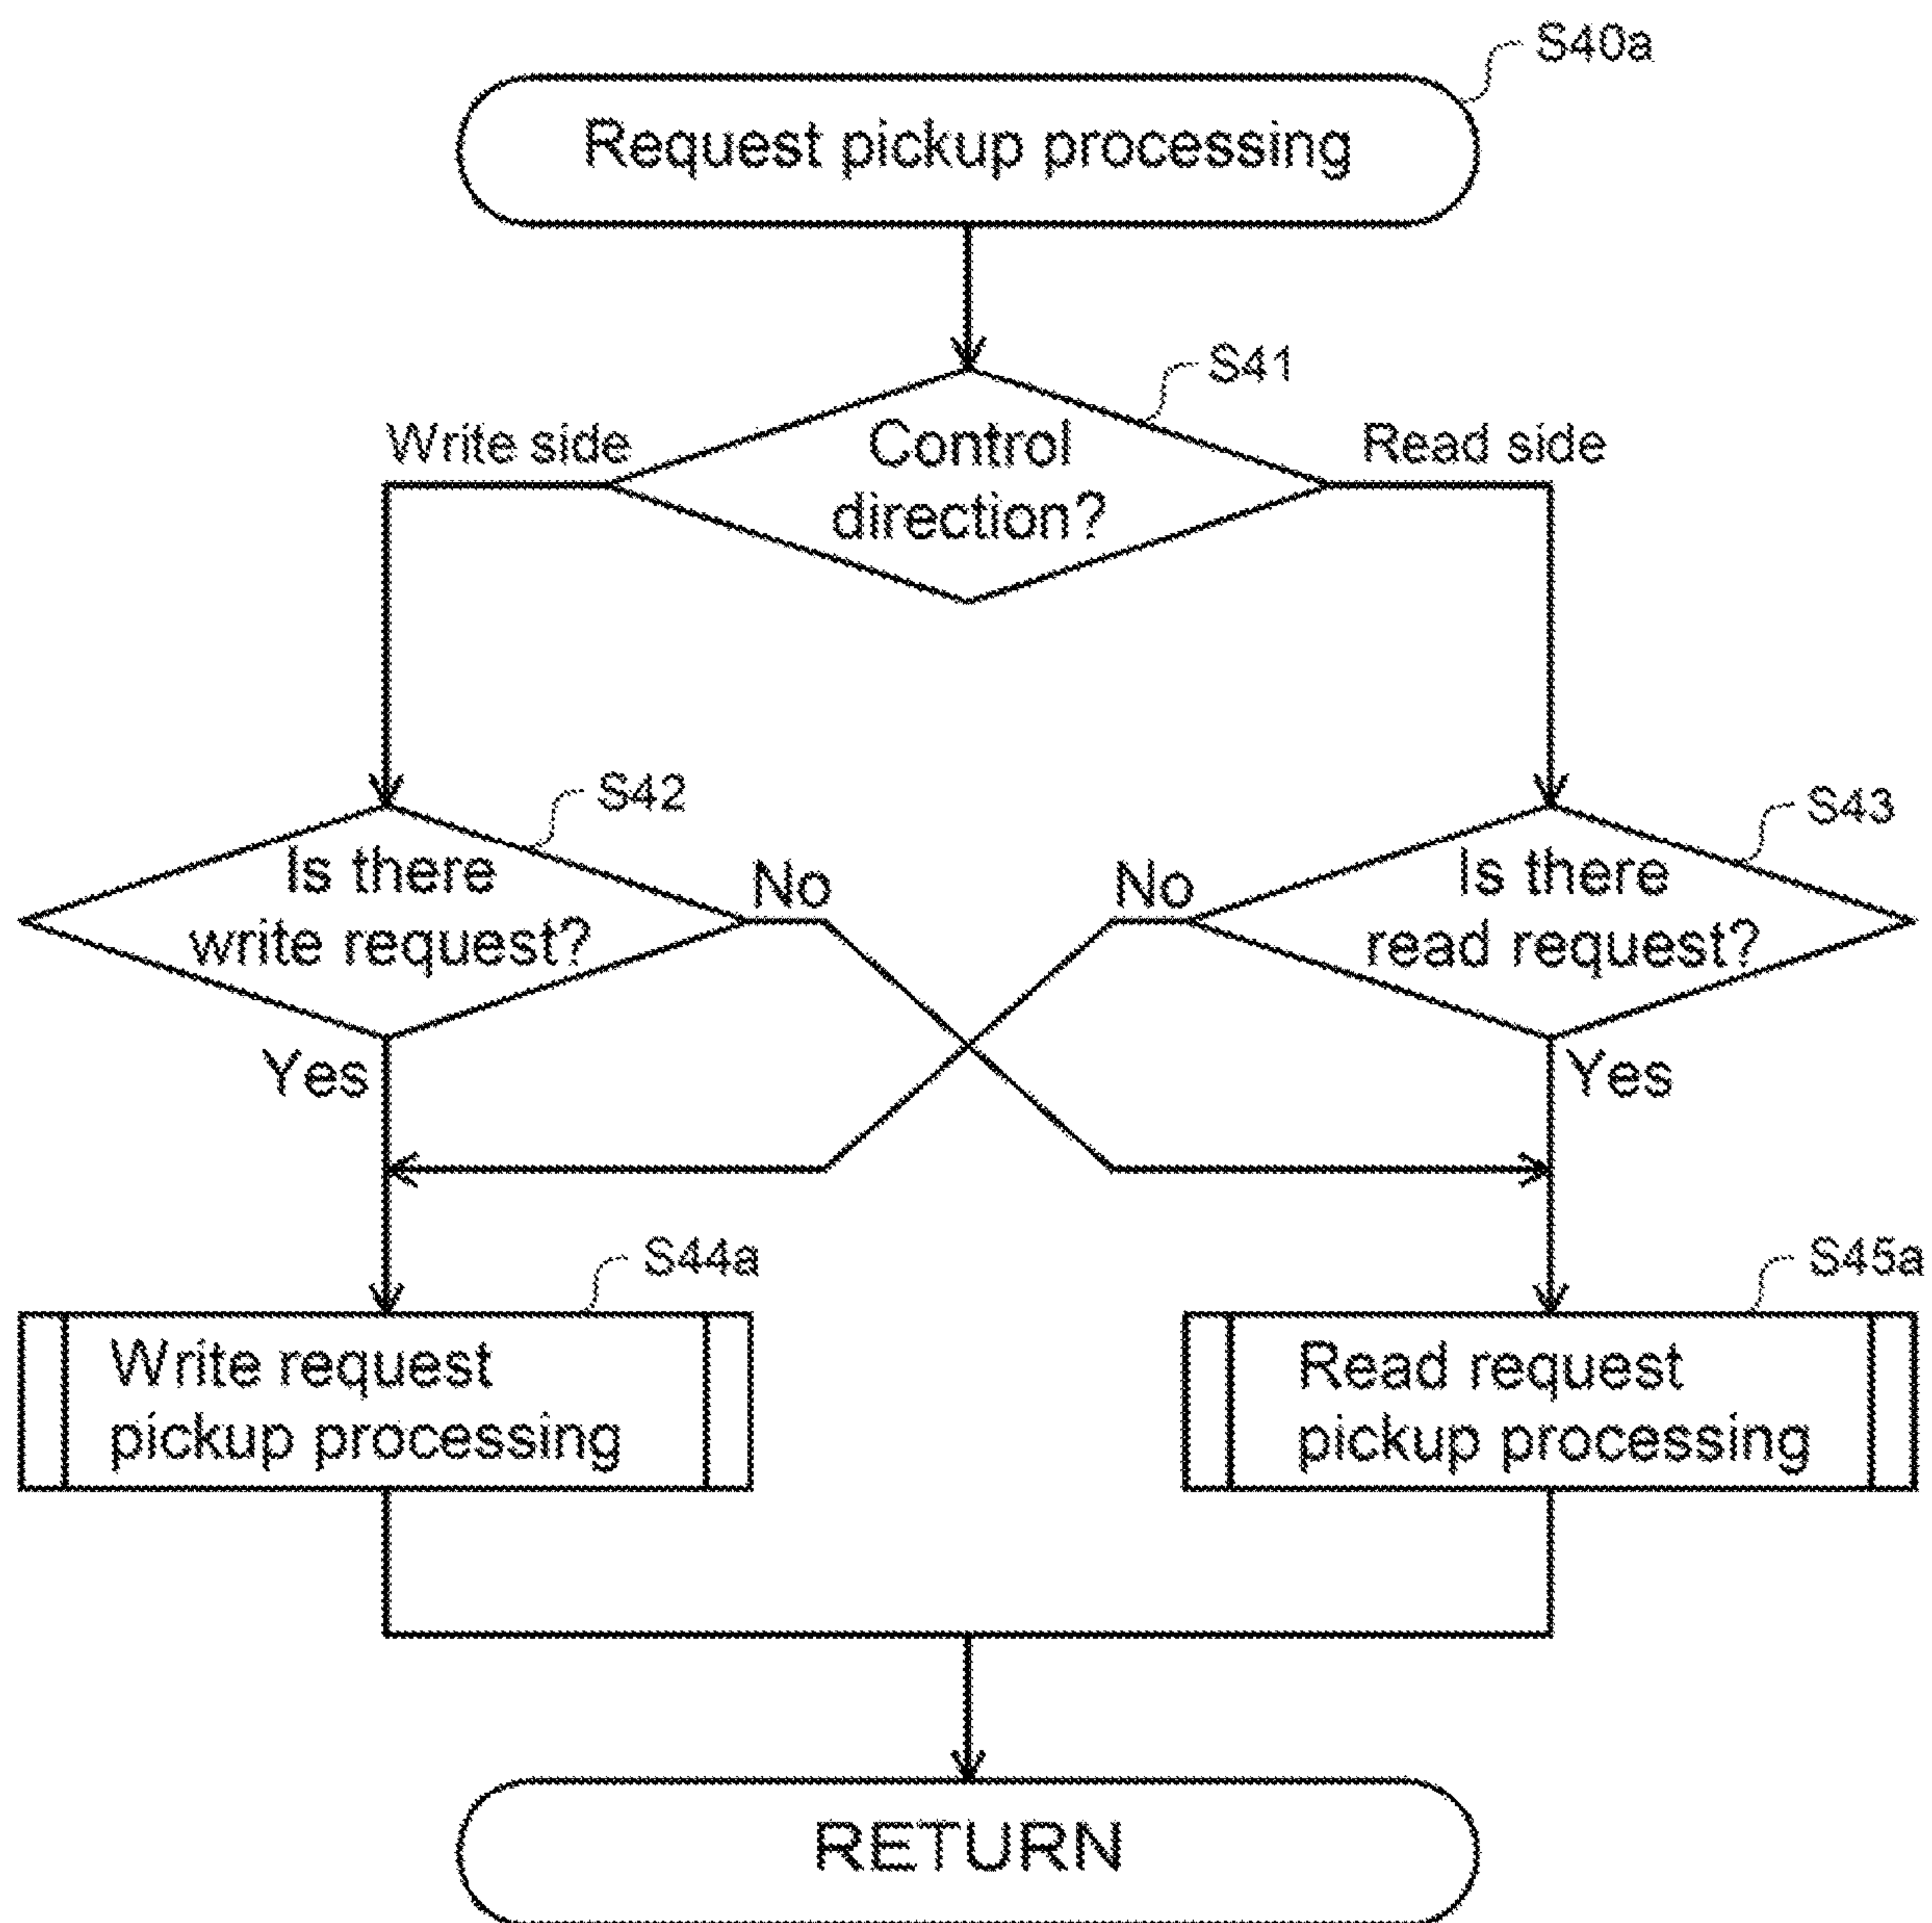 S40a
Request pickup processing
S41
Write side
Control
direction?
Read side
S42
Is there
write request?
No
Yes
S43
Is there
read request?
No
Yes
S44a
Write request
pickup processing
S45a
Read request
pickup processing
RETURN